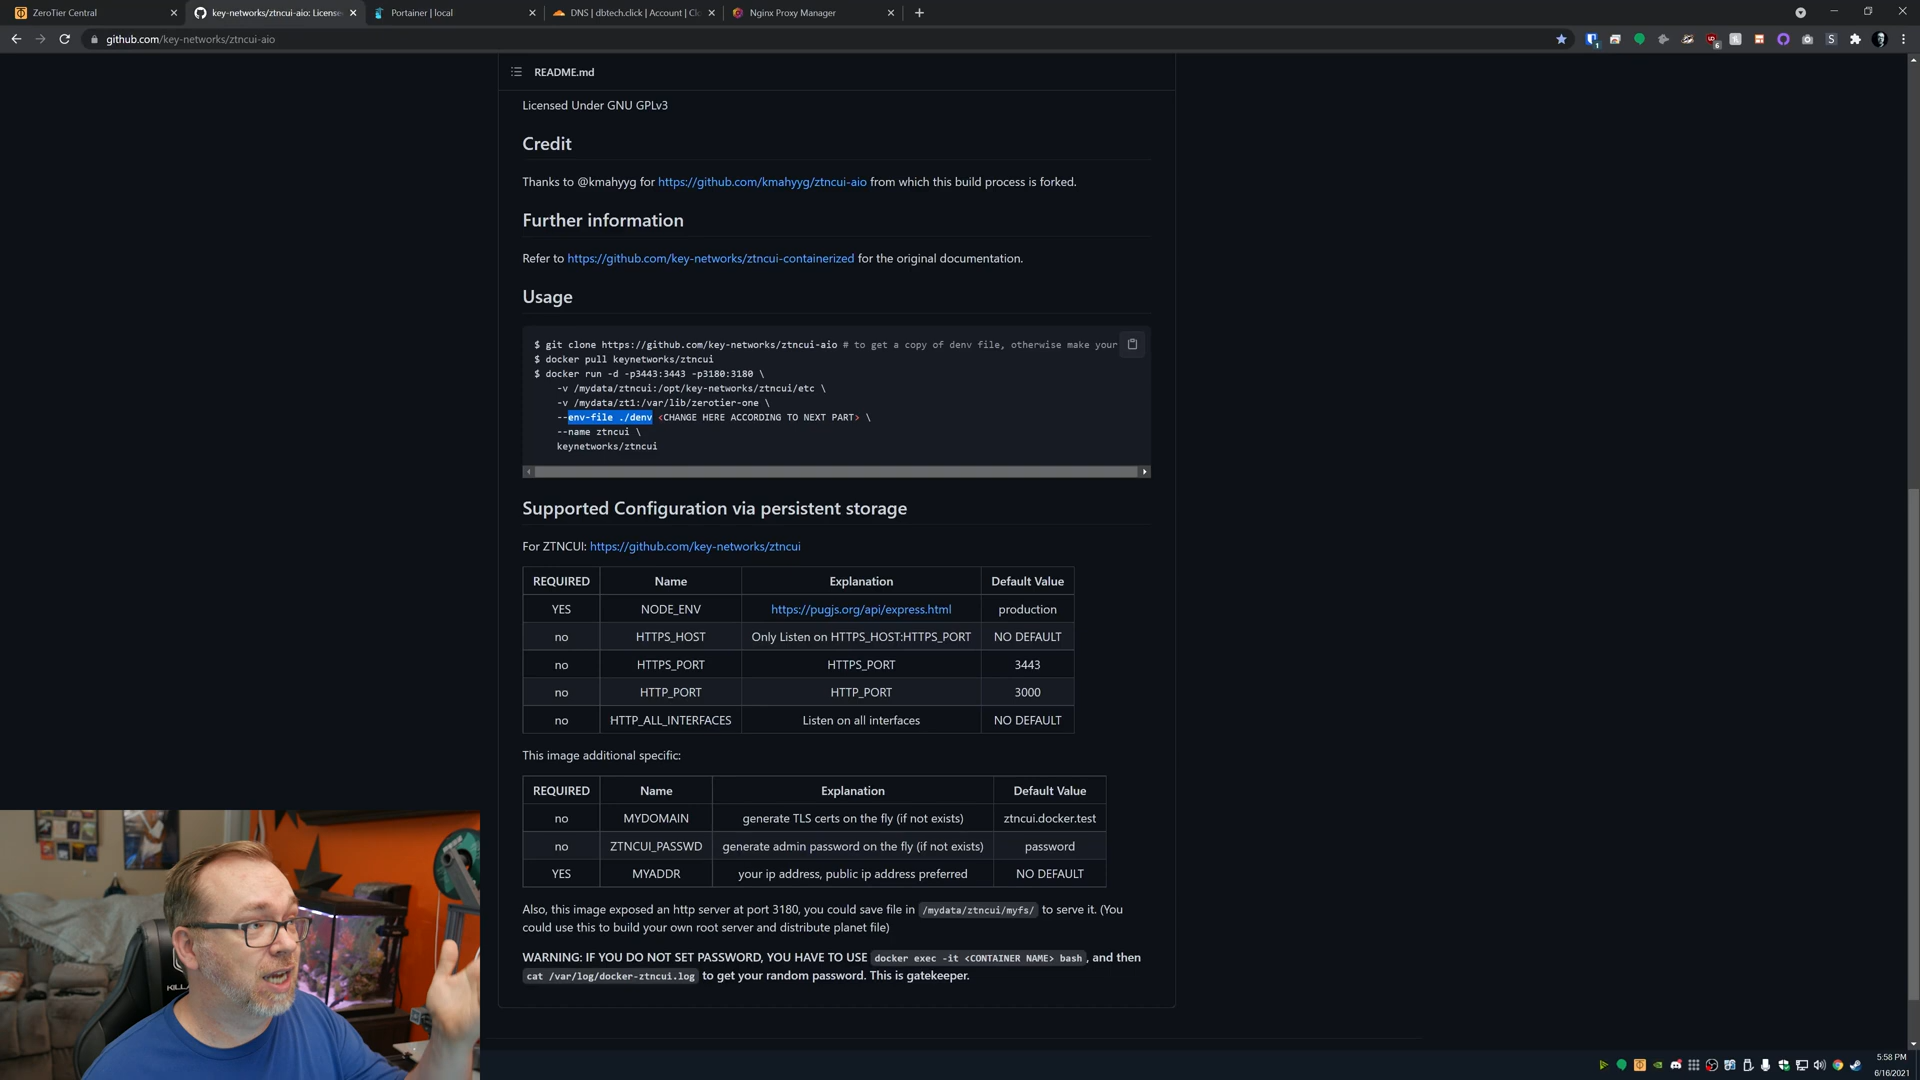 ZeroTier Central
key-networks/ztncui-aio: License
Portainer | local
DNS | dbtech.click | Account | Cl
Nginx Proxy Manager
github.com/key-networks/ztncui-aio
README.md
Licensed Under GNU GPLv3
Credit
Thanks to @kmahyyg for https://github.com/kmahyyg/ztncui-aio from which this build process is forked.
Further information
Refer to https://github.com/key-networks/ztncui-containerized for the original documentation.
Usage
$ git clone https://github.com/key-networks/ztncui-aio # to get a copy of denv file, otherwise make your
$ docker pull keynetworks/ztncui
$ docker run -d -p3443:3443 -p3180:3180 \
-v /mydata/ztncui:/opt/key-networks/ztncui/etc \
-v /mydata/zt1:/var/lib/zerotier-one \
--env-file ./denv <CHANGE HERE ACCORDING TO NEXT PART> \
--name ztncui \
keynetworks/ztncui
Supported Configuration via persistent storage
For ZTNCUI: https://github.com/key-networks/ztncui
REQUIRED Name Explanation Default Value
YES NODE_ENV https://pugjs.org/api/express.html production
no HTTPS_HOST Only Listen on HTTPS_HOST:HTTPS_PORT NO DEFAULT
no HTTPS_PORT HTTPS_PORT 3443
no HTTP_PORT HTTP_PORT 3000
no HTTP_ALL_INTERFACES Listen on all interfaces NO DEFAULT
This image additional specific:
REQUIRED Name Explanation Default Value
no MYDOMAIN generate TLS certs on the fly (if not exists) ztncui.docker.test
no ZTNCUI_PASSWD generate admin password on the fly (if not exists) password
YES MYADDR your ip address, public ip address preferred NO DEFAULT
Also, this image exposed an http server at port 3180, you could save file in /mydata/ztncui/myfs/ to serve it. (You
could use this to build your own root server and distribute planet file)
WARNING: IF YOU DO NOT SET PASSWORD, YOU HAVE TO USE docker exec -it <CONTAINER NAME> bash, and then
cat /var/log/docker-ztncui.log to get your random password. This is gatekeeper.
5:58 PM
6/16/2021